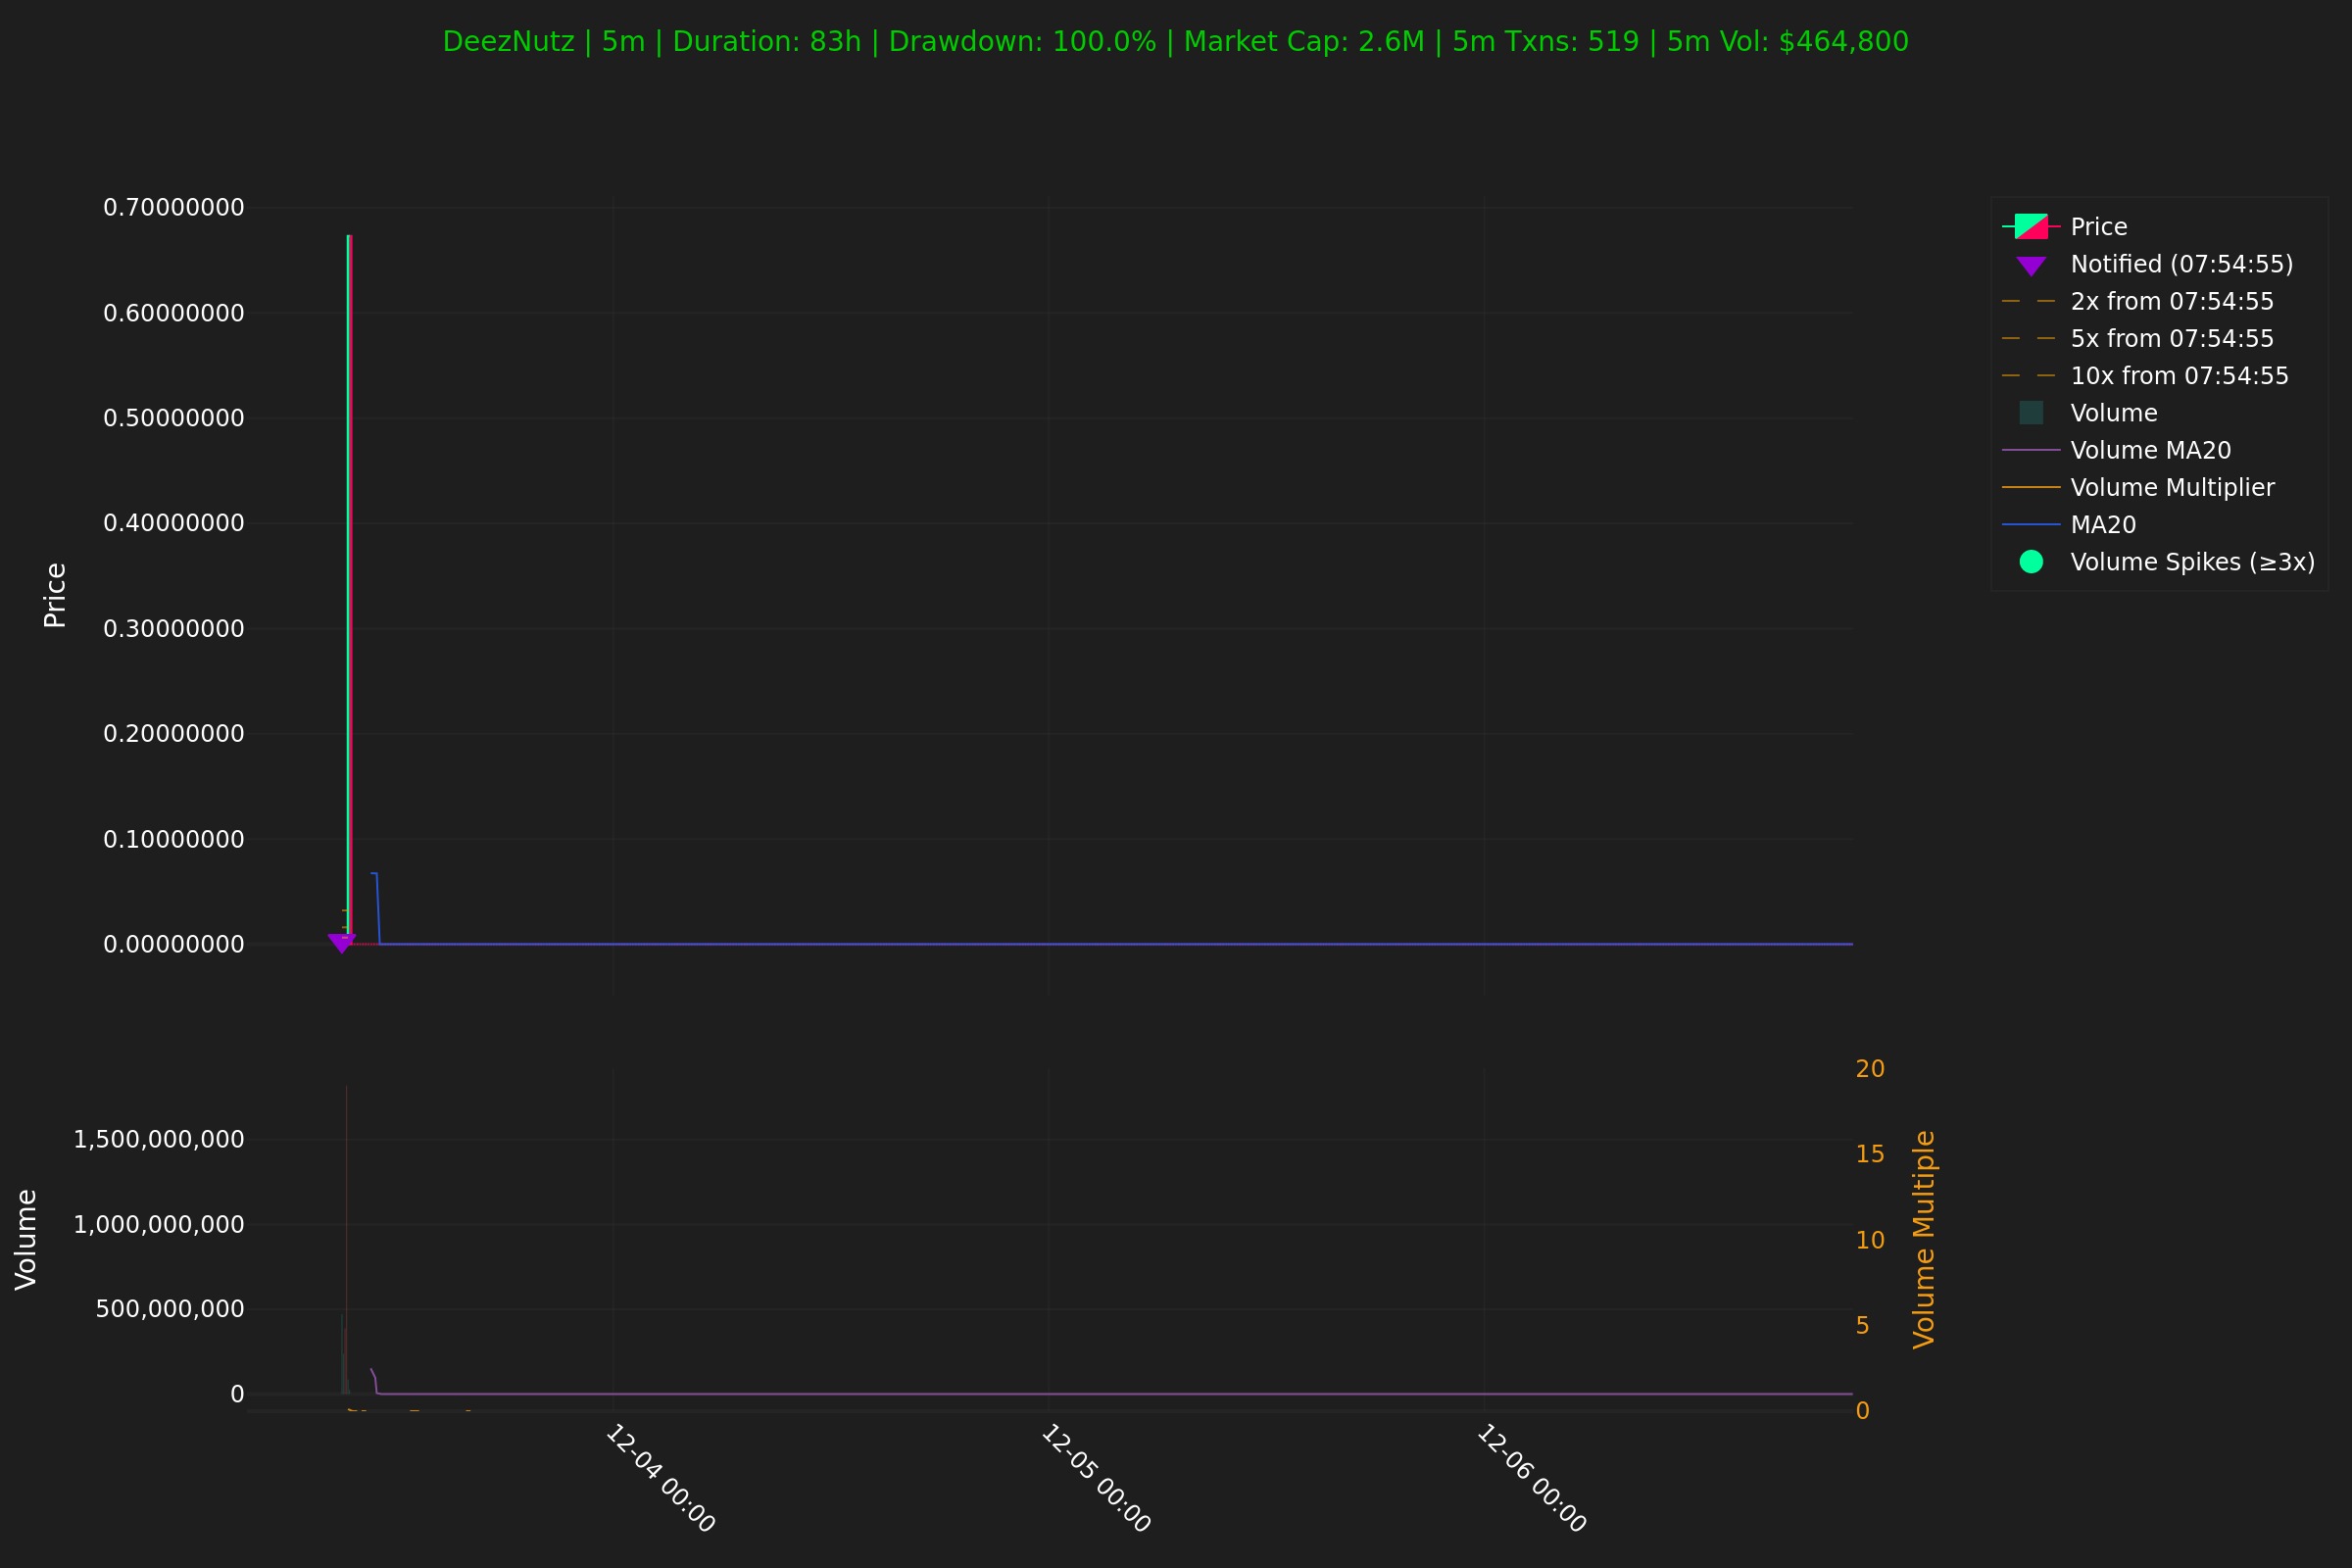 DeezNutz | 5m | Duration: 83h | Drawdown: 100.0% | Market Cap: 2.6M | 5m Txns: 519 | 5m Vol: $464,800
0.70000000
0.60000000
0.50000000
0.40000000
0.30000000
0.20000000
0.10000000
0.00000000
Price
Price
Notified (07:54:55)
2x from 07:54:55
5x from 07:54:55
10x from 07:54:55
Volume
Volume MA20
Volume Multiplier
MA20
Volume Spikes (≥3x)
1,500,000,000
1,000,000,000
500,000,000
0
Volume
20
15
10
5
0
Volume Multiple
12-04 00:00
12-05 00:00
12-06 00:00